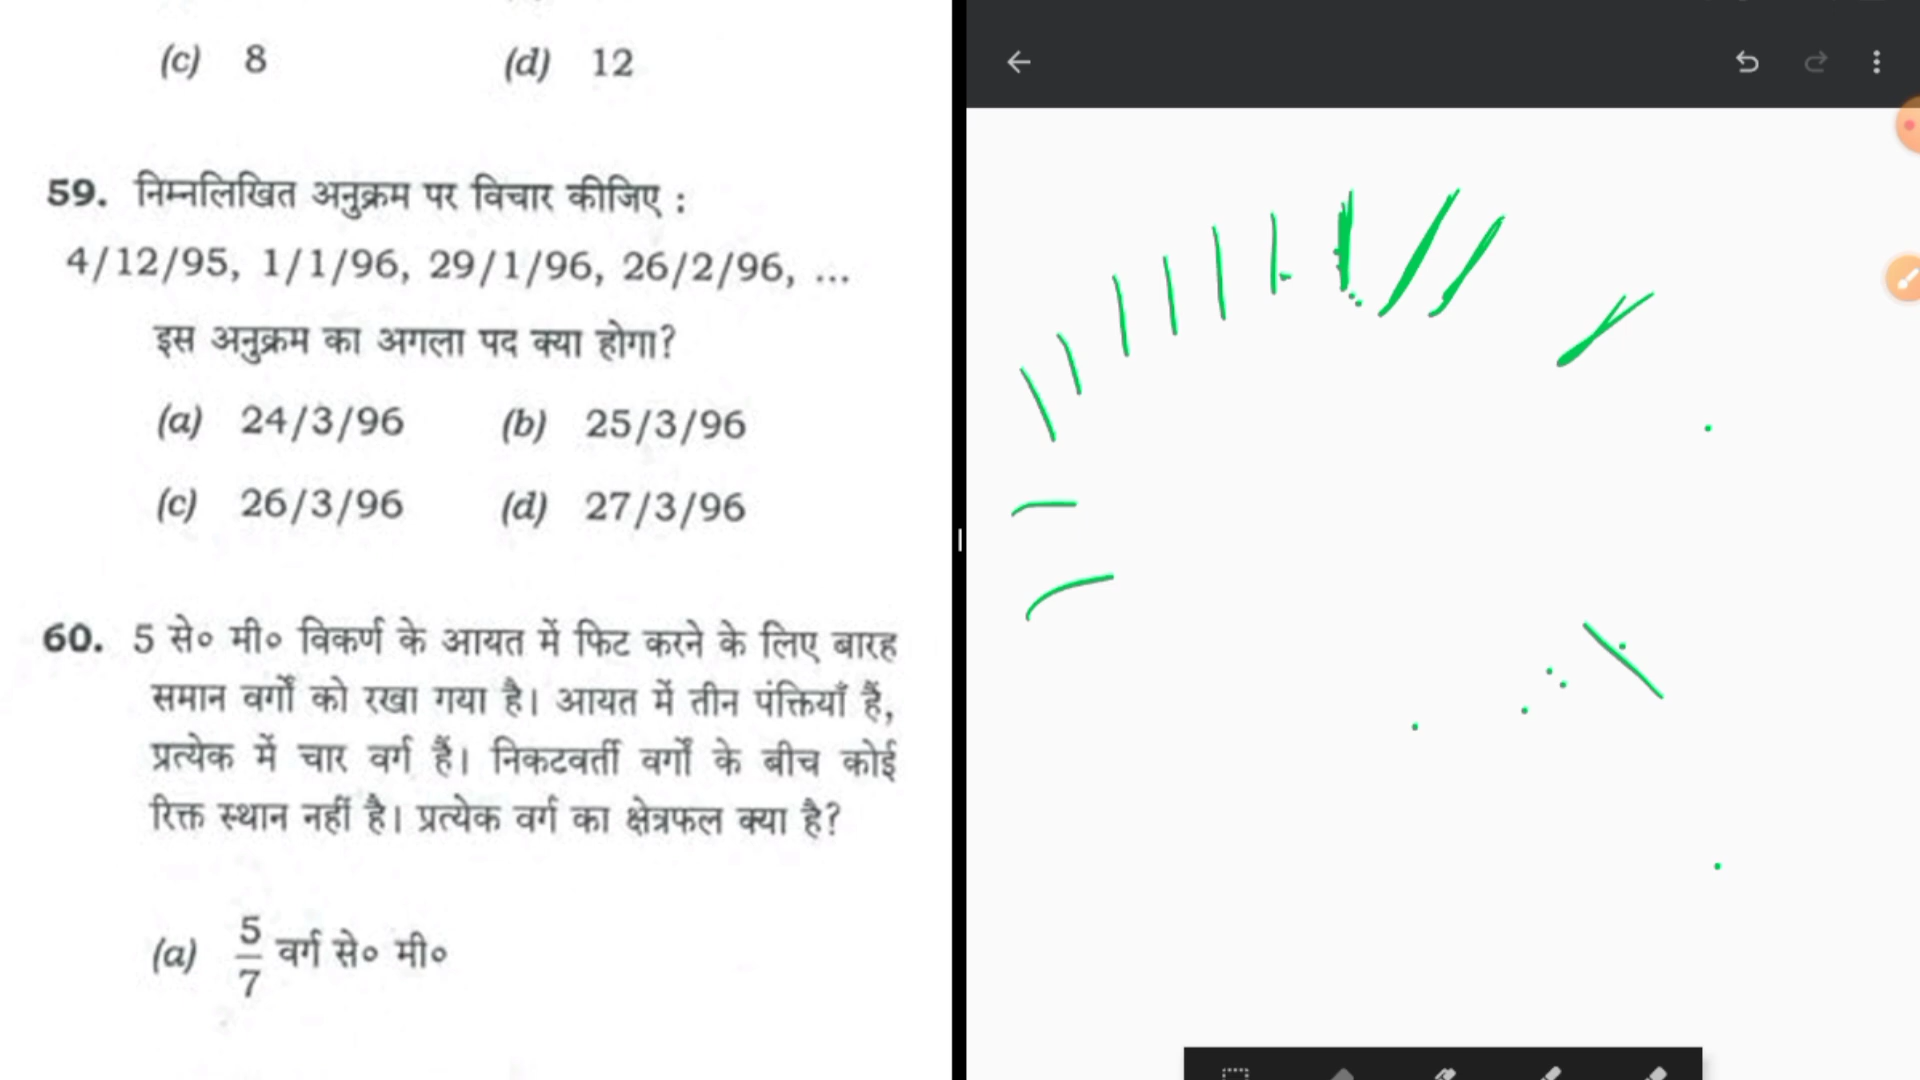 (c) 8 (d) 12
59. निम्नलिखित अनुक्रम पर विचार कीजिए :
4/12/95, 1/1/96, 29/1/96, 26/2/96, ...
इस अनुक्रम का अगला पद क्या होगा?
(a) 24/3/96 (b) 25/3/96
(c) 26/3/96 (d) 27/3/96
60. 5 से० मी० विकर्ण के आयत में फिट करने के लिए बारह
समान वर्गों को रखा गया है। आयत में तीन पंक्तियाँ हैं,
प्रत्येक में चार वर्ग हैं। निकटवर्ती वर्गों के बीच कोई
रिक्त स्थान नहीं है। प्रत्येक वर्ग का क्षेत्रफल क्या है?
(a) 5/7 वर्ग से० मी०